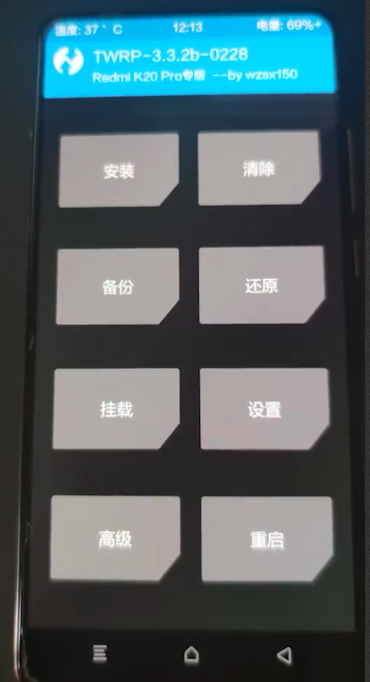 温度: 37 ° C 12:13 电量: 69%+
TWRP-3.3.2b-0228
Redmi K20 Pro专版 --by wzsx150
安装 清除
备份 还原
挂载 设置
高级 重启